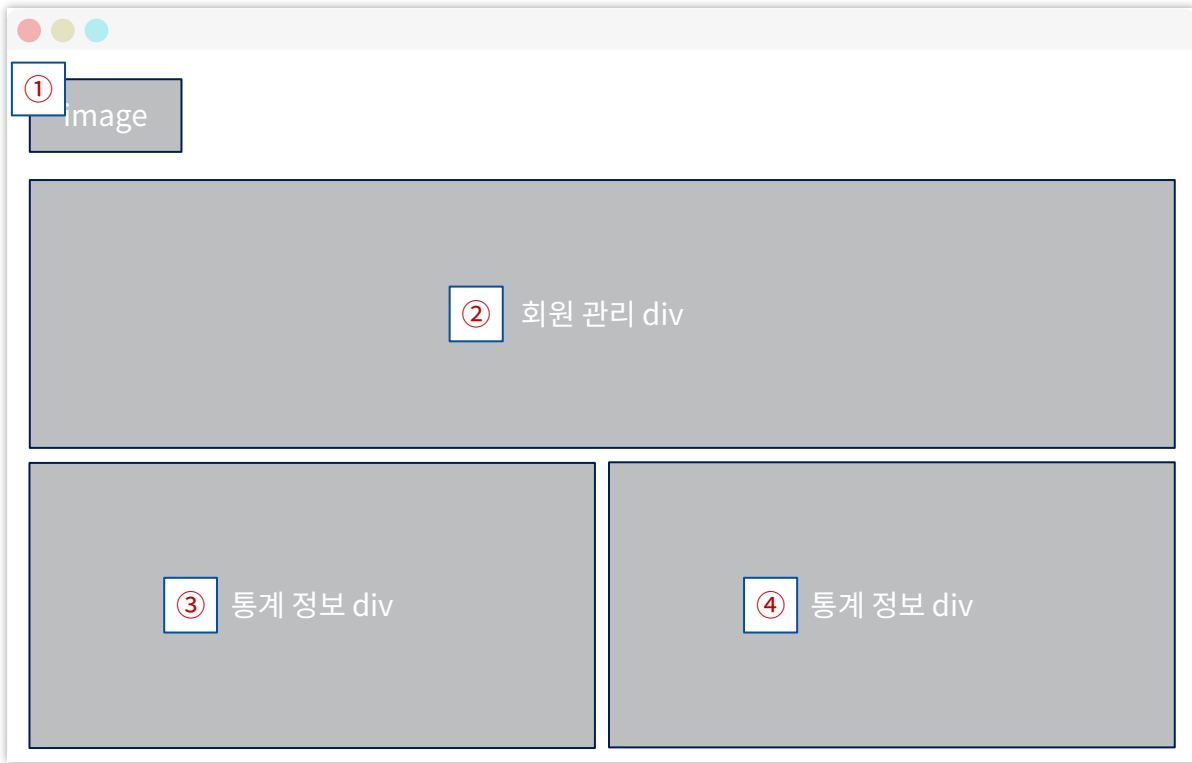 ①
image
② 회원 관리 div
③ 통계 정보 div
④ 통계 정보 div